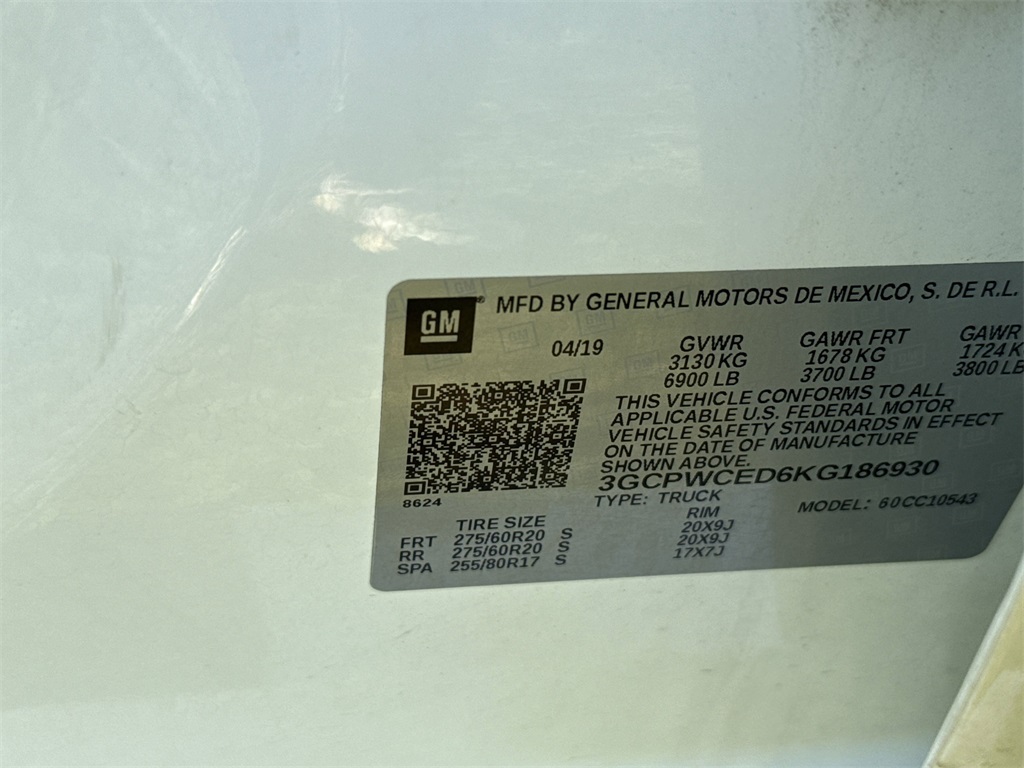 GM® MFD BY GENERAL MOTORS DE MEXICO, S. DE R.L.
04/19 GVWR GAWR FRT GAWR
3130 KG 1678 KG 1724 K
6900 LB 3700 LB 3800 LB
THIS VEHICLE CONFORMS TO ALL
APPLICABLE U.S. FEDERAL MOTOR
VEHICLE SAFETY STANDARDS IN EFFECT
ON THE DATE OF MANUFACTURE
SHOWN ABOVE.
3GCPWCED6KG186930
8624 TYPE: TRUCK MODEL: 60CC10543
TIRE SIZE RIM
FRT 275/60R20 S 20X9J
RR 275/60R20 S 20X9J
SPA 255/80R17 S 17X7J